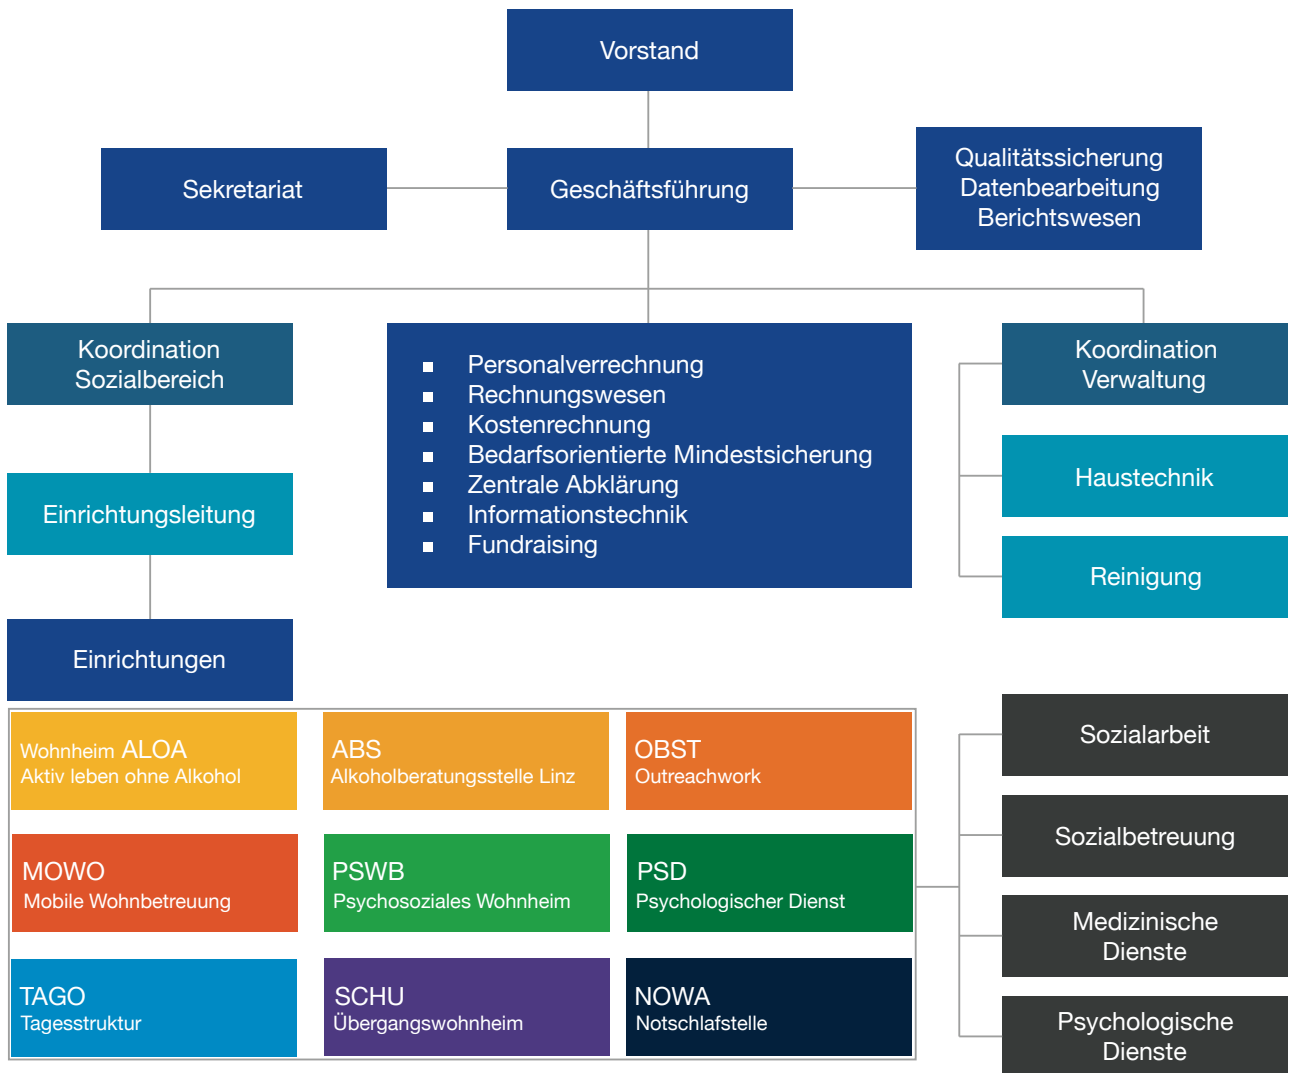 Vorstand
Sekretariat
Geschäftsführung
Qualitätssicherung
Datenbearbeitung
Berichtswesen
Koordination
Sozialbereich
Einrichtungsleitung
Einrichtungen
Personalverrechnung
Rechnungswesen
Kostenrechnung
Bedarfsorientierte Mindestsicherung
Zentrale Abklärung
Informationstechnik
Fundraising
Koordination
Verwaltung
Haustechnik
Reinigung
Wohnheim ALOA
Aktiv leben ohne Alkohol
ABS
Alkoholberatungsstelle Linz
OBST
Outreachwork
MOWO
Mobile Wohnbetreuung
PSWB
Psychosoziales Wohnheim
PSD
Psychologischer Dienst
TAGO
Tagesstruktur
SCHU
Übergangswohnheim
NOWA
Notschlafstelle
Sozialarbeit
Sozialbetreuung
Medizinische
Dienste
Psychologische
Dienste